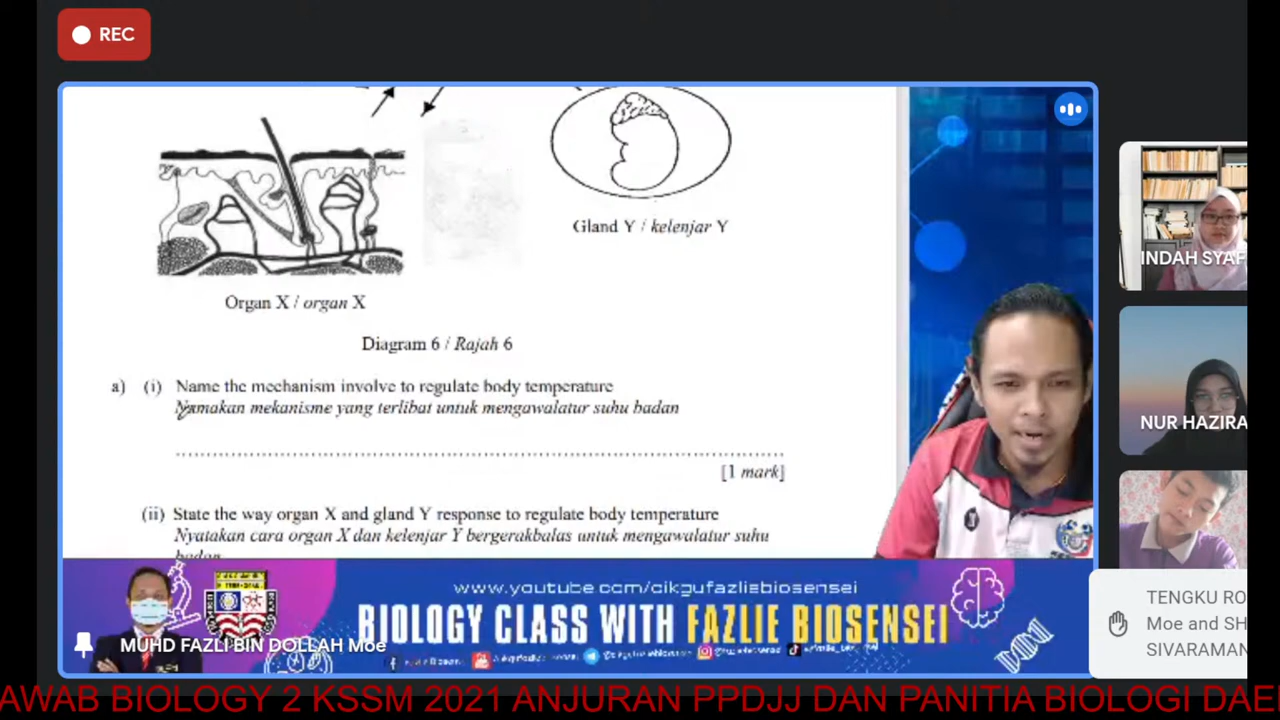 REC
Gland Y / kelenjar Y
Organ X / organ X
Diagram 6 / Rajah 6
a) (i) Name the mechanism involve to regulate body temperature
Namakan mekanisme yang terlibat untuk mengawalatur suhu badan
[1 mark]
(ii) State the way organ X and gland Y response to regulate body temperature
Nyatakan cara organ X dan kelenjar Y bergerakbalas untuk mengawalatur suhu
badan
www.youtube.com/cikgufazliebiosensei
BIOLOGY CLASS WITH FAZLIE BIOSENSEI
MUHD FAZLI BIN DOLLAH Moe
INDAH SYAF
NUR HAZIRA
TENGKU RO
Moe and SH
SIVARAMAN
AWAB BIOLOGY 2 KSSM 2021 ANJURAN PPDJJ DAN PANITIA BIOLOGI DAE